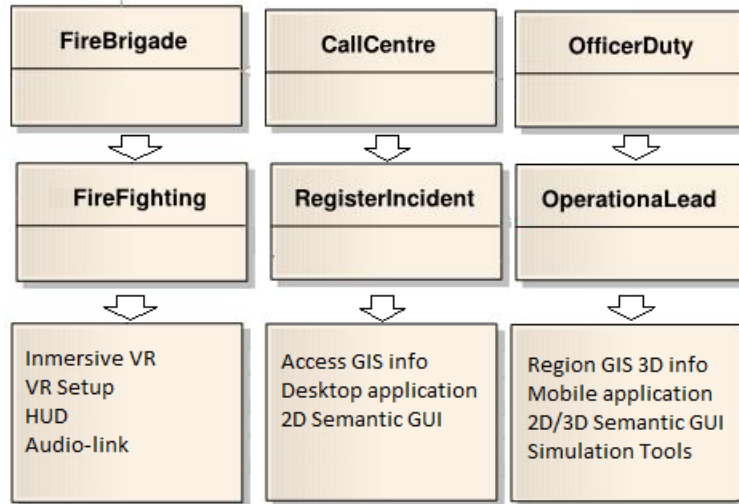 FireBrigade
CallCentre
OfficerDuty
FireFighting
RegisterIncident
OperationaLead
Inmersive VR
VR Setup
HUD
Audio-link
Access GIS info
Desktop application
2D Semantic GUI
Region GIS 3D info
Mobile application
2D/3D Semantic GUI
Simulation Tools